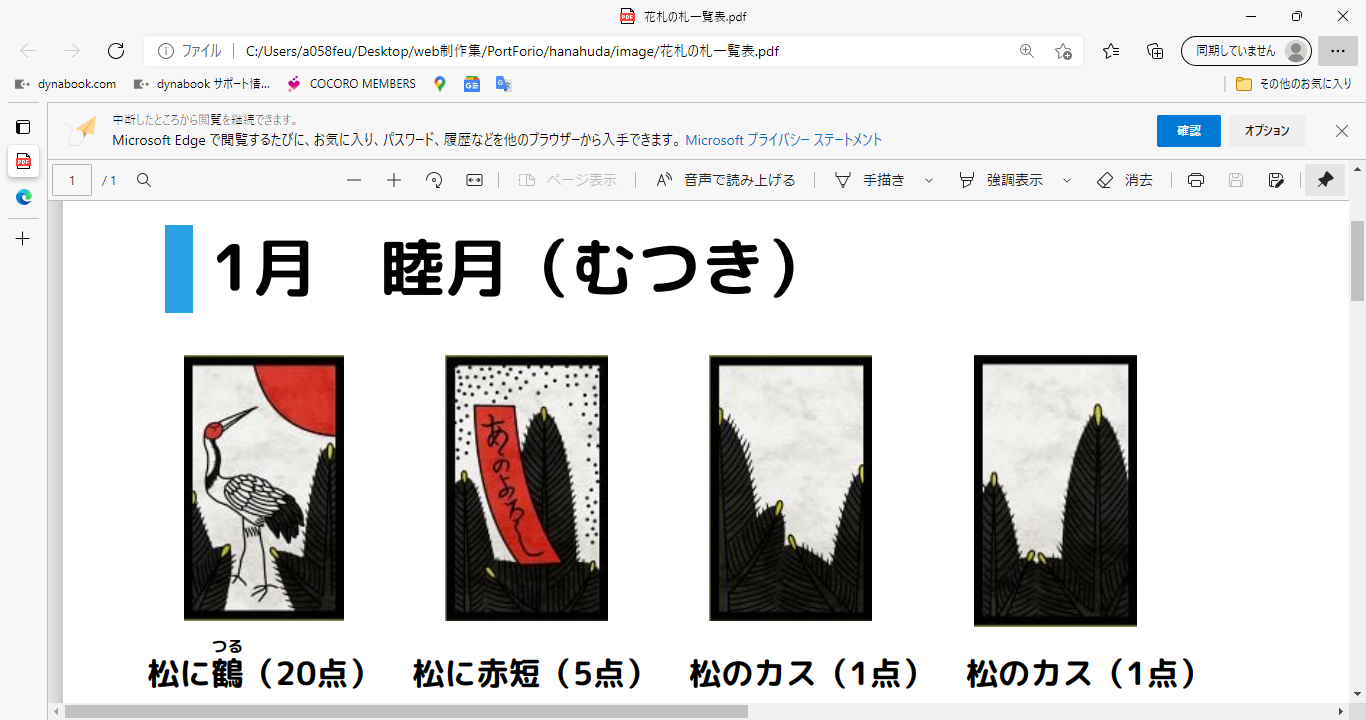 花札の札一覧表.pdf
ファイル
C:/Users/a058feu/Desktop/web制作集/PortForio/hanahuda/image/花札の札一覧表.pdf
同期していません
dynabook.com
dynabook サポート情...
COCORO MEMBERS
その他のお気に入り
中断したところから閲覧を継続できます。
Microsoft Edge で閲覧するたびに、お気に入り、パスワード、履歴などを他のブラウザーから入手できます。 Microsoft プライバシー ステートメント
確認
オプション
1 / 1
ページ表示
音声で読み上げる
手描き
強調表示
消去
1月 睦月（むつき）
あのよろし
つる
松に鶴（20点）
松に赤短（5点）
松のカス（1点）
松のカス（1点）